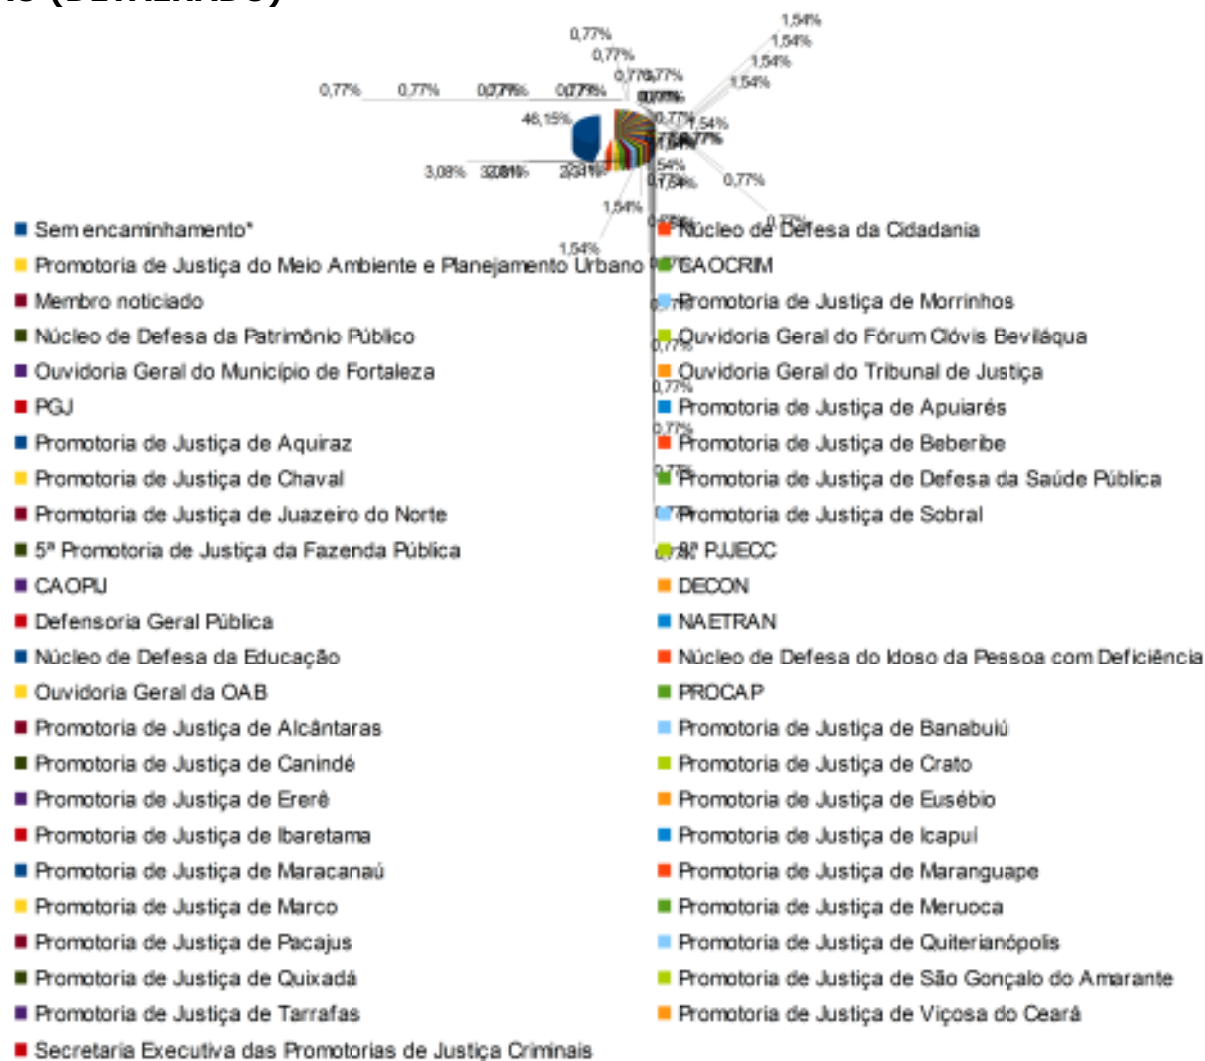 1,54%
0,77%
1,54%
0,77%
1,54%
0,77%
1,54%
0,77% 0,77%
46,15%
0,77%
1,54%
3,08%
0,77%
1,54%
1,54%
Sem encaminhamento*
Núcleo de Defesa da Cidadania
Promotoria de Justiça do Meio Ambiente e Planejamento Urbano
CAOCRIM
Membro noticiado
Promotoria de Justiça de Morrinhos
Núcleo de Defesa da Patrimônio Público
Ouvidoria Geral do Fórum Clóvis Beviláqua
Ouvidoria Geral do Município de Fortaleza
Ouvidoria Geral do Tribunal de Justiça
PGJ
Promotoria de Justiça de Apuiarés
Promotoria de Justiça de Aquiraz
Promotoria de Justiça de Beberibe
Promotoria de Justiça de Chaval
Promotoria de Justiça de Defesa da Saúde Pública
Promotoria de Justiça de Juazeiro do Norte
Promotoria de Justiça de Sobral
5ª Promotoria de Justiça da Fazenda Pública
PJJECC
CAOPIJ
DECON
Defensoria Geral Pública
NAETRAN
Núcleo de Defesa da Educação
Núcleo de Defesa do Idoso da Pessoa com Deficiência
Ouvidoria Geral da OAB
PROCAP
Promotoria de Justiça de Alcântaras
Promotoria de Justiça de Banabuiú
Promotoria de Justiça de Canindé
Promotoria de Justiça de Crato
Promotoria de Justiça de Ererê
Promotoria de Justiça de Eusébio
Promotoria de Justiça de Ibaretama
Promotoria de Justiça de Icapuí
Promotoria de Justiça de Maracanaú
Promotoria de Justiça de Maranguape
Promotoria de Justiça de Marco
Promotoria de Justiça de Meruoca
Promotoria de Justiça de Pacajus
Promotoria de Justiça de Quiterianópolis
Promotoria de Justiça de Quixadá
Promotoria de Justiça de São Gonçalo do Amarante
Promotoria de Justiça de Tarrafas
Promotoria de Justiça de Viçosa do Ceará
Secretaria Executiva das Promotorias de Justiça Criminais